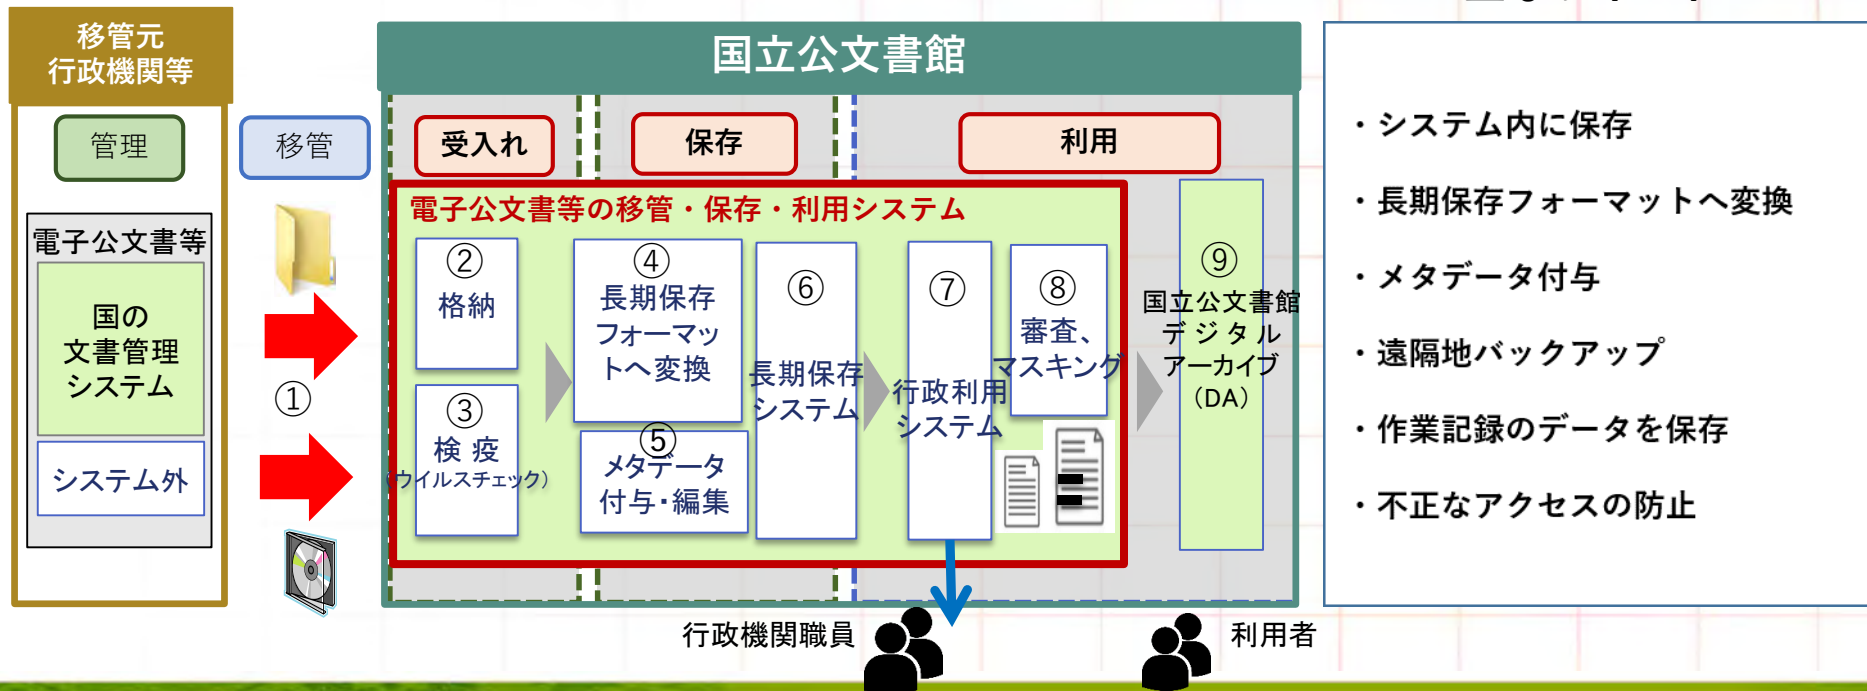 移管元
行政機関等
管理
電子公文書等
国の
文書管理
システム
システム外
移管
①
国立公文書館
受入れ
保存
利用
電子公文書等の移管・保存・利用システム
②
格納
③
検 疫
（ウイルスチェック）
④
長期保存
フォーマッ
トへ変換
⑤
メタデータ
付与・編集
⑥
長期保存
システム
⑦
行政利用
システム
⑧
審査、
マスキング
⑨
国立公文書館
デ ジ タ ル
アーカイブ
（DA）
行政機関職員
利用者
・システム内に保存
・長期保存フォーマットへ変換
・メタデータ付与
・遠隔地バックアップ
・作業記録のデータを保存
・不正なアクセスの防止